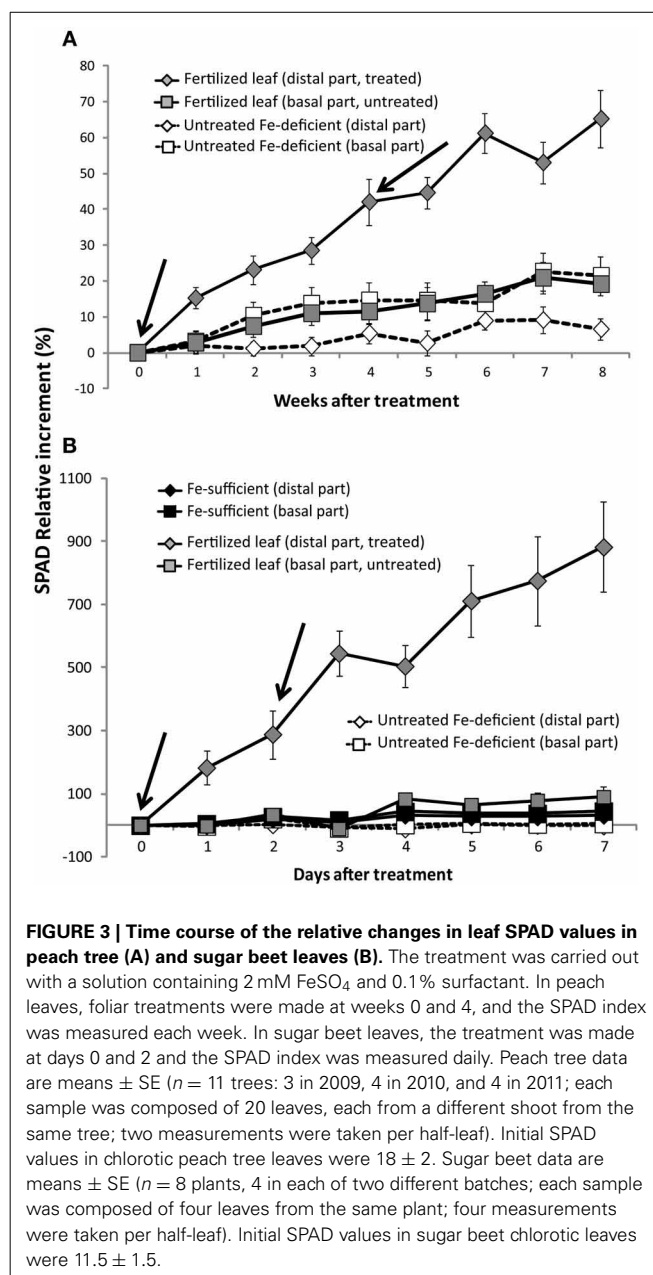 A
80
70
60
50
40
30
20
10
0
-10
Fertilized leaf (distal part, treated)
Fertilized leaf (basal part, untreated)
Untreated Fe-deficient (distal part)
Untreated Fe-deficient (basal part)
0 1 2 3 4 5 6 7 8
Weeks after treatment
SPAD Relative increment (%)
B
1100
900
700
500
300
100
-100
Fe-sufficient (distal part)
Fe-sufficient (basal part)
Fertilized leaf (distal part, treated)
Fertilized leaf (basal part, untreated)
Untreated Fe-deficient (distal part)
Untreated Fe-deficient (basal part)
0 1 2 3 4 5 6 7
Days after treatment
FIGURE 3 | Time course of the relative changes in leaf SPAD values in
peach tree (A) and sugar beet leaves (B). The treatment was carried out
with a solution containing 2 mM FeSO₄ and 0.1% surfactant. In peach
leaves, foliar treatments were made at weeks 0 and 4, and the SPAD index
was measured each week. In sugar beet leaves, the treatment was made
at days 0 and 2 and the SPAD index was measured daily. Peach tree data
are means ± SE (n = 11 trees: 3 in 2009, 4 in 2010, and 4 in 2011; each
sample was composed of 20 leaves, each from a different shoot from the
same tree; two measurements were taken per half-leaf). Initial SPAD
values in chlorotic peach tree leaves were 18 ± 2. Sugar beet data are
means ± SE (n = 8 plants, 4 in each of two different batches; each sample
was composed of four leaves from the same plant; four measurements
were taken per half-leaf). Initial SPAD values in sugar beet chlorotic leaves
were 11.5 ± 1.5.